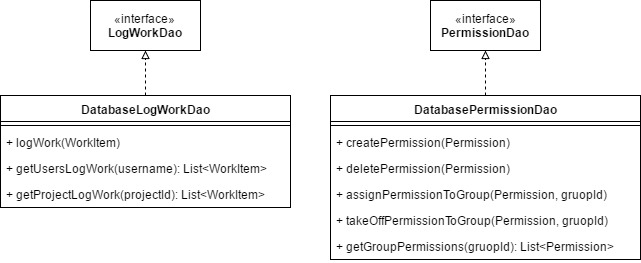 «interface»
LogWorkDao
DatabaseLogWorkDao
+ logWork(WorkItem)
+ getUsersLogWork(username): List<WorkItem>
+ getProjectLogWork(projectId): List<WorkItem>
«interface»
PermissionDao
DatabasePermissionDao
+ createPermission(Permission)
+ deletePermission(Permission)
+ assignPermissionToGroup(Permission, gruopId)
+ takeOffPermissionToGroup(Permission, gruopId)
+ getGroupPermissions(gruopId): List<Permission>